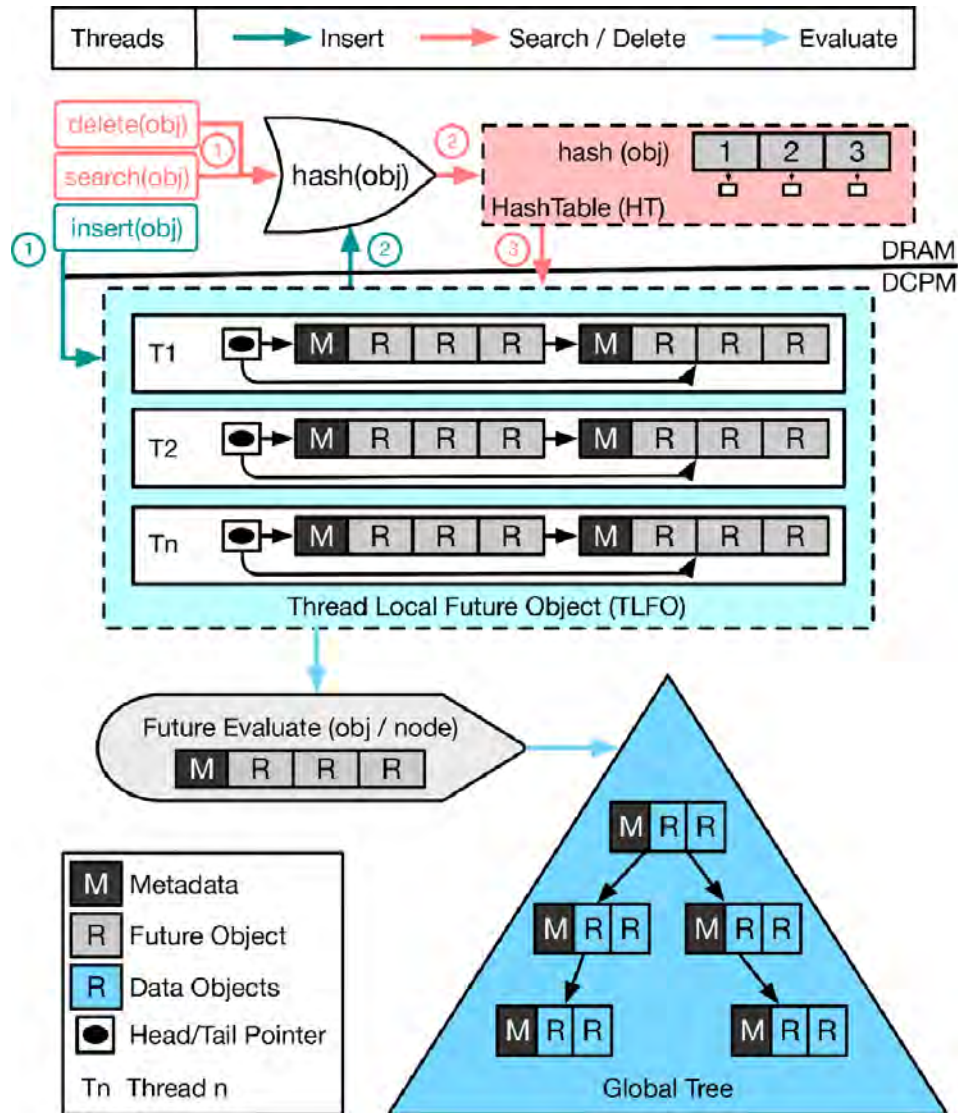 Threads Insert Search / Delete Evaluate
delete(obj)
search(obj)
insert(obj)
1
1
hash(obj)
2
2
3
hash (obj) 1 2 3
HashTable (HT)
DRAM
DCPM
T1 M R R R M R R R
T2 M R R R M R R R
Tn M R R R M R R R
Thread Local Future Object (TLFO)
Future Evaluate (obj / node)
M R R R
M R R
M R R M R R
M R R M R R
Global Tree
M Metadata
R Future Object
R Data Objects
Head/Tail Pointer
Tn Thread n